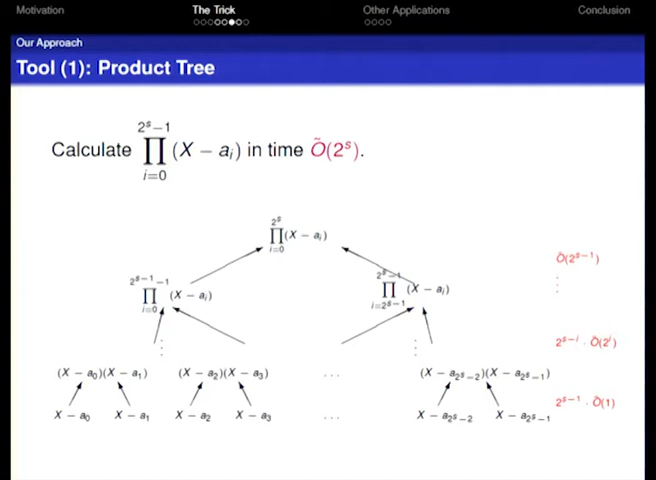 Motivation The Trick Other Applications Conclusion
Our Approach
Tool (1): Product Tree
Calculate ∏_{i=0}^{2^s−1} (X − a_i) in time Õ(2^s).
∏_{i=0}^{2^s} (X − a_i)
Õ(2^{s−1})
∏_{i=0}^{2^{s−1}−1} (X − a_i) ∏_{i=2^{s−1}}^{2^s−1} (X − a_i)
⋮
⋮ ⋮ 2^{s−i} · Õ(2^i)
(X − a_0)(X − a_1) (X − a_2)(X − a_3) ... (X − a_{2^s−2})(X − a_{2^s−1})
2^{s−1} · Õ(1)
X − a_0 X − a_1 X − a_2 X − a_3 ... X − a_{2^s−2} X − a_{2^s−1}